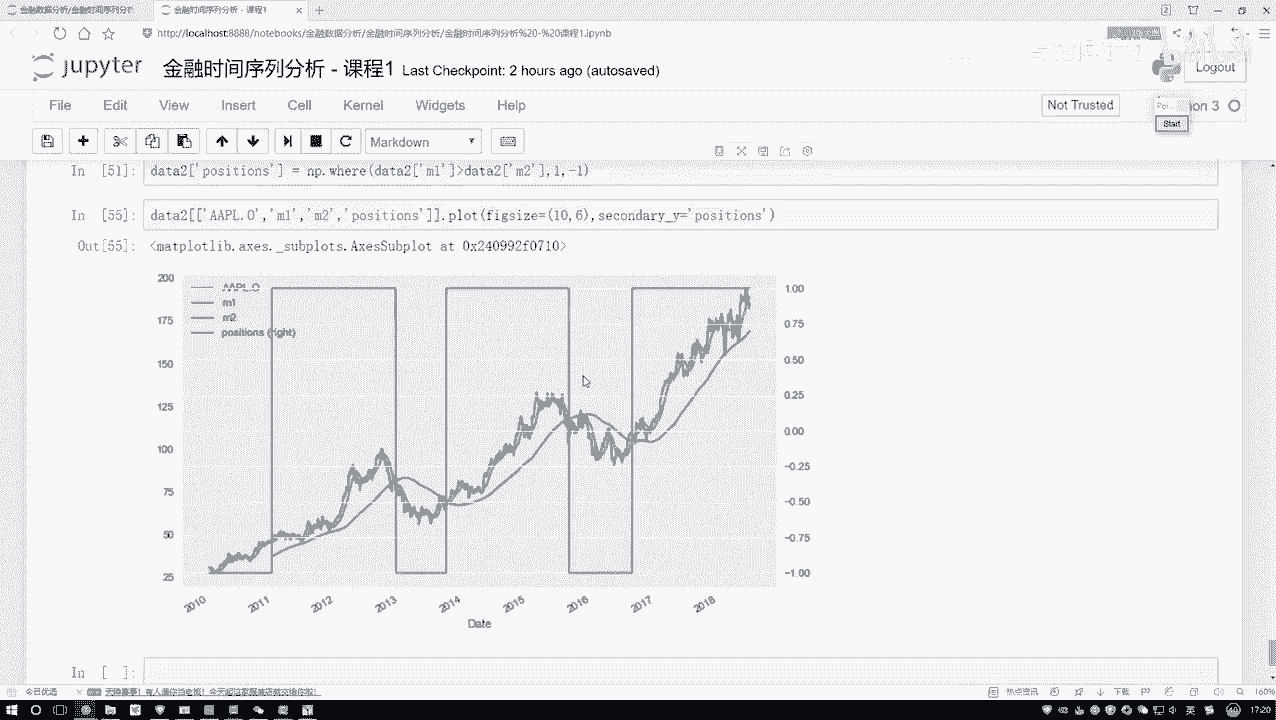 金融数据分析/金融时间序列分
金融时间序列分析 - 课程1
http://localhost:8888/notebooks/金融数据分析/金融时间序列分析/金融时间序列分析%20-%20课程1.ipynb
jupyter 金融时间序列分析 - 课程1 Last Checkpoint: 2 hours ago (autosaved)
Logout
File Edit View Insert Cell Kernel Widgets Help
Not Trusted
on 3
Start
Markdown
In [51]: data2['positions'] = np.where(data2['m1']>data2['m2'],1,-1)
In [55]: data2[['AAPL.O','m1','m2','positions']].plot(figsize=(10,6),secondary_y='positions')
Out[55]: <matplotlib.axes._subplots.AxesSubplot at 0x240992f0710>
AAPL.O
m1
m2
positions (right)
200
175
150
125
100
75
50
25
1.00
0.75
0.50
0.25
0.00
-0.25
-0.50
-0.75
-1.00
2010 2011 2012 2013 2014 2015 2016 2017 2018
Date
In [ ]:
今日优选
热点资讯
下载
160%
17:20